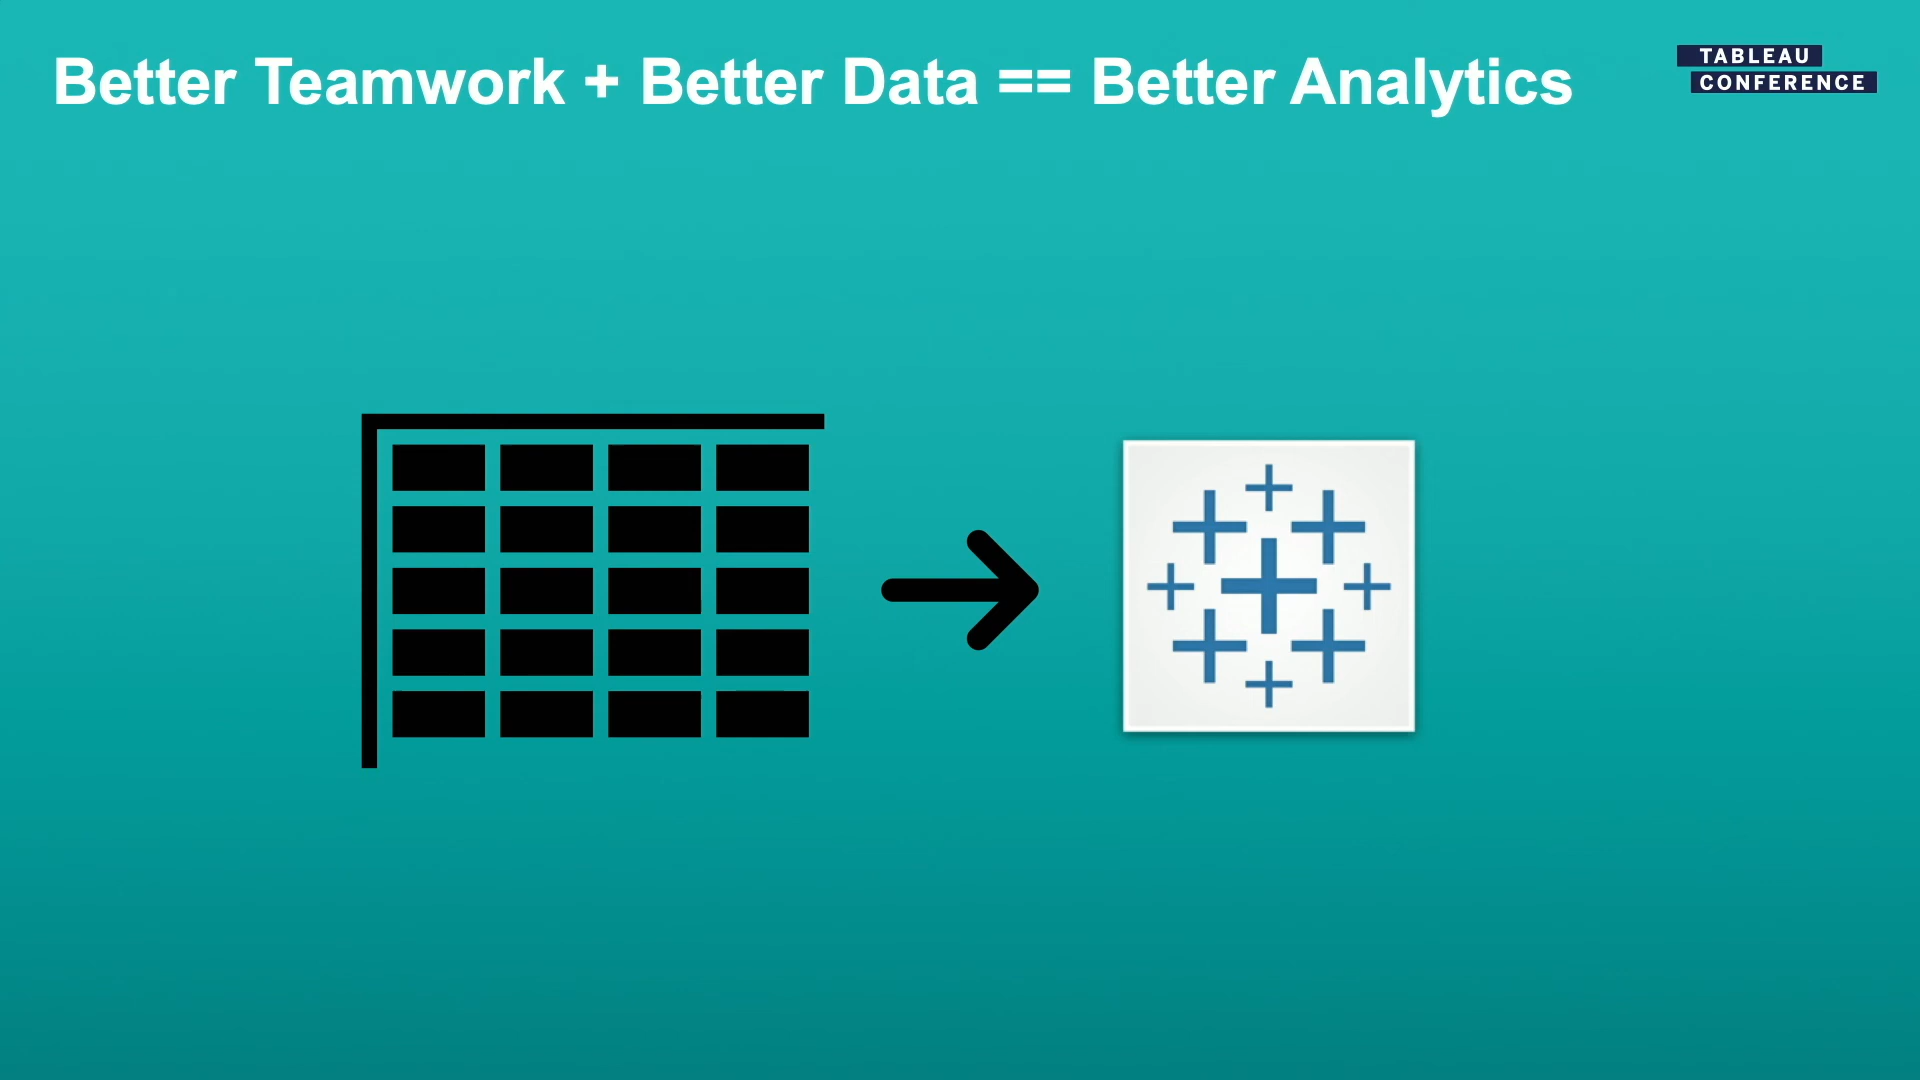 Better Teamwork + Better Data == Better Analytics
TABLEAU
CONFERENCE